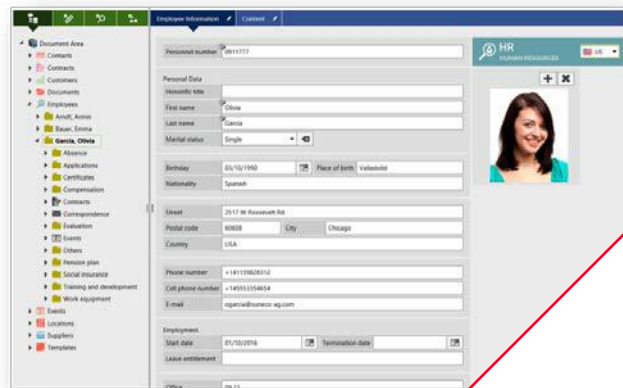 Employee Information
Content
Document Area
Contacts
Contracts
Customers
Documents
Employees
Arndt, Armin
Bauer, Emma
Garcia, Olivia
Absence
Applications
Certificates
Compensation
Contracts
Correspondence
Evaluation
Events
Others
Pension plan
Social insurance
Training and development
Work equipment
Events
Locations
Suppliers
Templates
Personnel number 0911777
Personal Data
Honorific title
First name Olivia
Last name Garcia
Marital status Single
Birthday 03/10/1990 Place of birth Valladolid
Nationality Spanish
Street 2517 W Roosevelt Rd
Postal code 60608 City Chicago
Country USA
Phone number
Cell phone number
E-mail ogarcia@suneco-ag.com
Employment
Start date 01/10/2016 Termination date
Leave entitlement
Office
HR
HUMAN RESOURCES
US